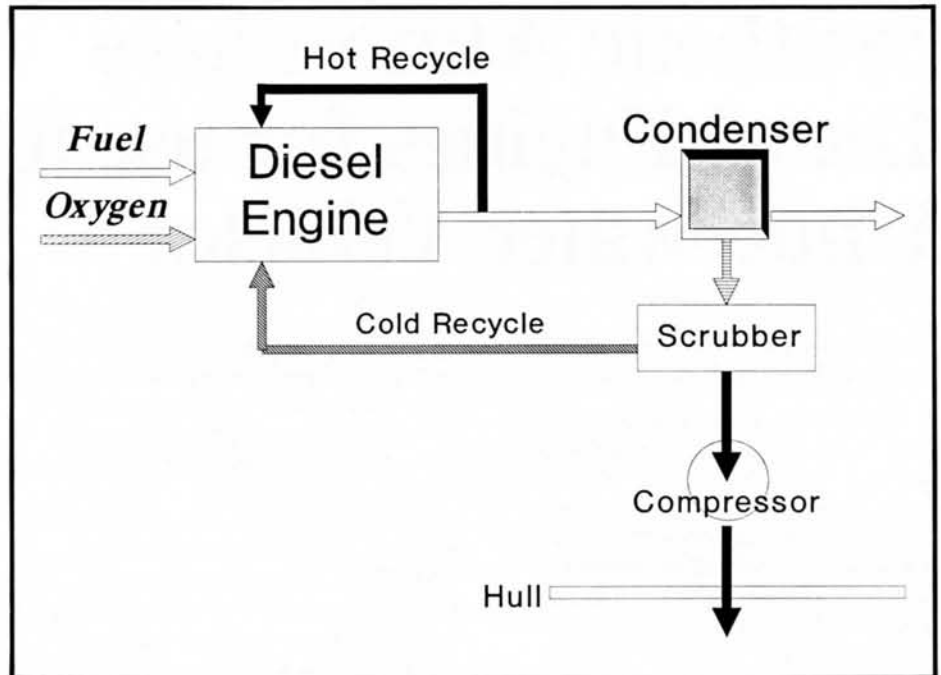 Hot Recycle
Fuel
Oxygen
Diesel
Engine
Condenser
Cold Recycle
Scrubber
Compressor
Hull